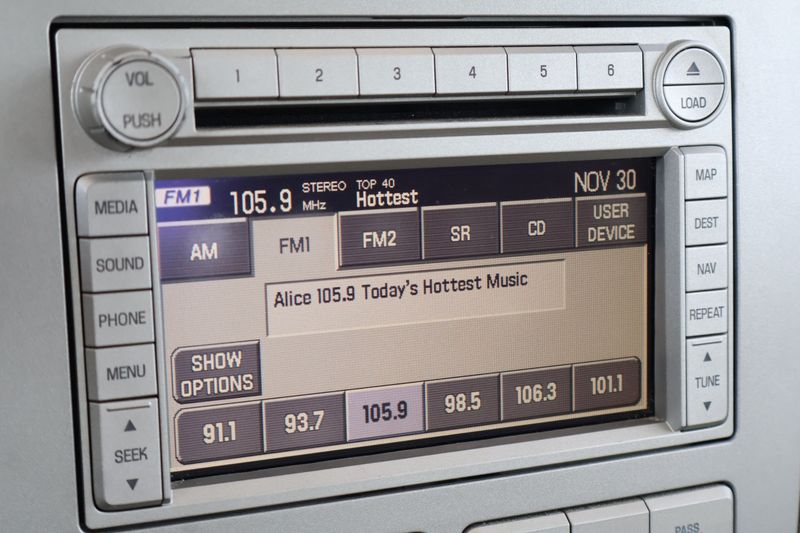 VOL
PUSH
1 2 3 4 5 6
LOAD
MEDIA
SOUND
PHONE
MENU
SEEK
FM1 105.9 STEREO MHz TOP 40 Hottest NOV 30
AM FM1 FM2 SR CD USER DEVICE
Alice 105.9 Today's Hottest Music
SHOW
OPTIONS
91.1 93.7 105.9 98.5 106.3 101.1
MAP
DEST
NAV
REPEAT
TUNE
PASS